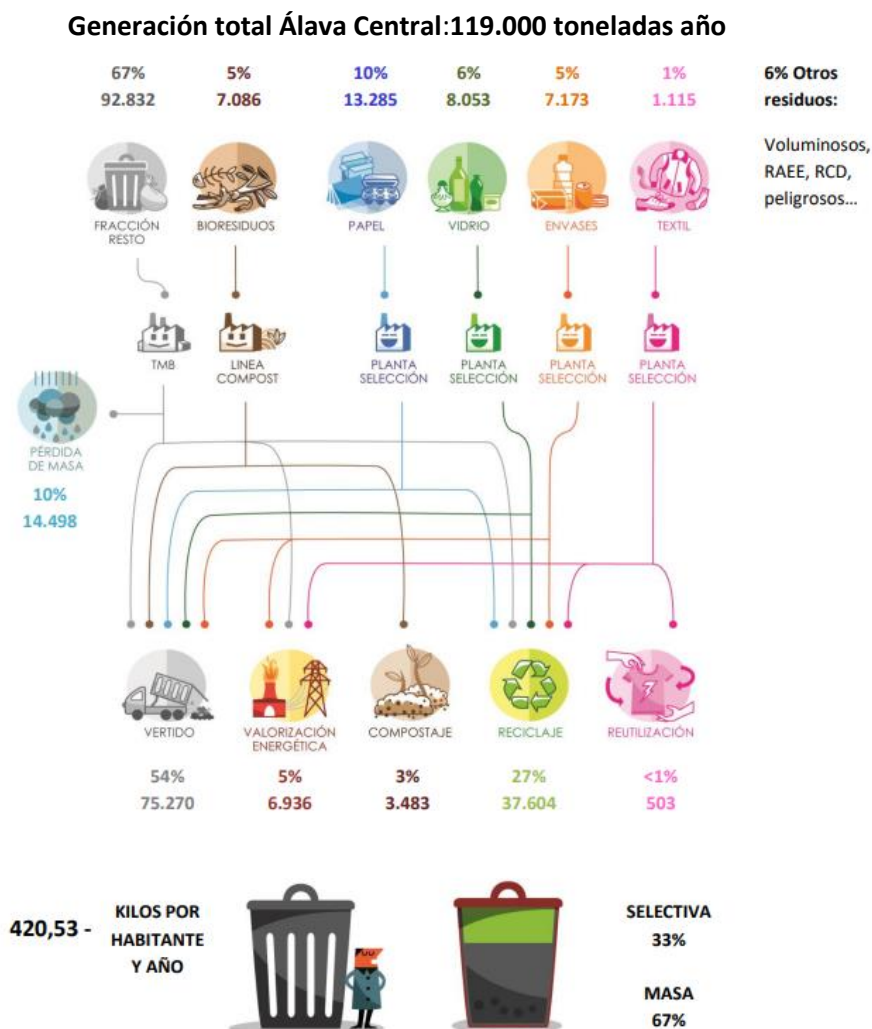 Generación total Álava Central:119.000 toneladas año
67%
92.832
5%
7.086
10%
13.285
6%
8.053
5%
7.173
1%
1.115
6% Otros
residuos:
Voluminosos,
RAEE, RCD,
peligrosos...
FRACCIÓN
RESTO
BIORESIDUOS
PAPEL
VIDRIO
ENVASES
TEXTIL
TMB
LINEA
COMPOST
PLANTA
SELECCIÓN
PLANTA
SELECCIÓN
PLANTA
SELECCIÓN
PLANTA
SELECCIÓN
PÉRDIDA
DE MASA
10%
14.498
VERTIDO
VALORIZACIÓN
ENERGÉTICA
COMPOSTAJE
RECICLAJE
REUTILIZACIÓN
54%
75.270
5%
6.936
3%
3.483
27%
37.604
<1%
503
420,53 -
KILOS POR
HABITANTE
Y AÑO
SELECTIVA
33%
MASA
67%